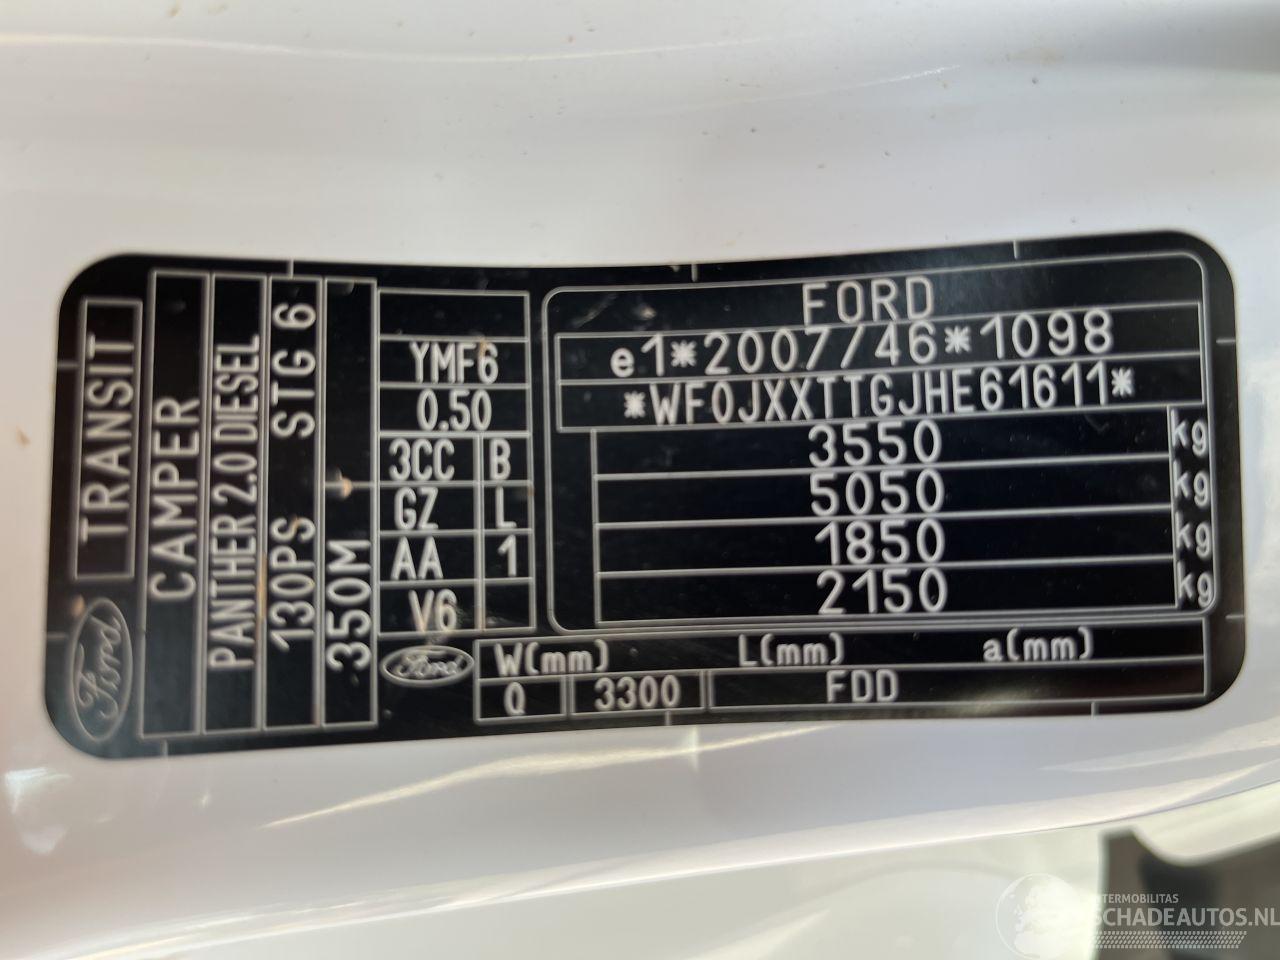 Ford
TRANSIT
CAMPER
PANTHER 2.0 DIESEL
130PS STG 6
350M
YMF6
0.50
3CC B
GZ L
AA 1
V6
FORD
e1*2007/46*1098
*WF0JXXTTGJHE61611*
3550 kg
5050 kg
1850 kg
2150 kg
Ford
W(mm) L(mm) a(mm)
Q 3300 FDD
SCHADEAUTOS.NL